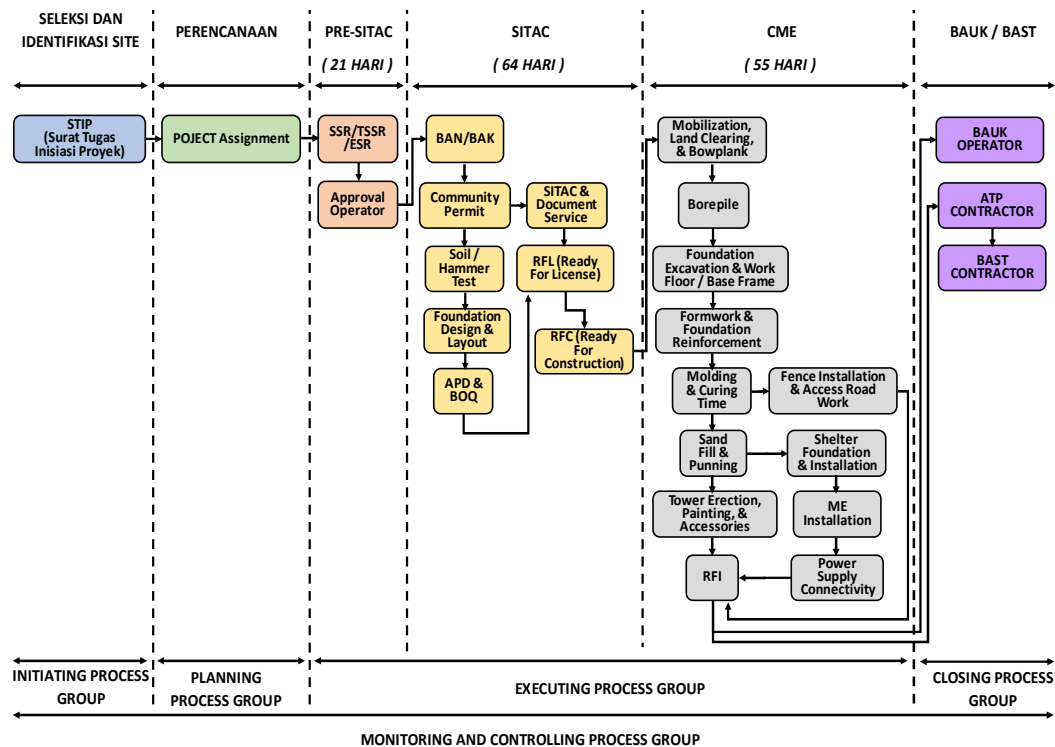 SELEKSI DAN
IDENTIFIKASI SITE
PERENCANAAN
PRE-SITAC
( 21 HARI )
SITAC
( 64 HARI )
CME
( 55 HARI )
BAUK / BAST
STIP
(Surat Tugas
Inisiasi Proyek)
POJECT Assignment
SSR/TSSR
/ESR
Approval
Operator
BAN/BAK
Community
Permit
Soil /
Hammer
Test
Foundation
Design &
Layout
APD &
BOQ
SITAC &
Document
Service
RFL (Ready
For License)
RFC (Ready
For
Construction)
Mobilization,
Land Clearing,
& Bowplank
Borepile
Foundation
Excavation & Work
Floor / Base Frame
Formwork &
Foundation
Reinforcement
Molding
& Curing
Time
Fence Installation
& Access Road
Work
Sand
Fill &
Punning
Shelter
Foundation
& Installation
Tower Erection,
Painting, &
Accessories
ME
Installation
RFI
Power
Supply
Connectivity
BAUK
OPERATOR
ATP
CONTRACTOR
BAST
CONTRACTOR
INITIATING PROCESS
GROUP
PLANNING
PROCESS GROUP
EXECUTING PROCESS GROUP
CLOSING PROCESS
GROUP
MONITORING AND CONTROLLING PROCESS GROUP